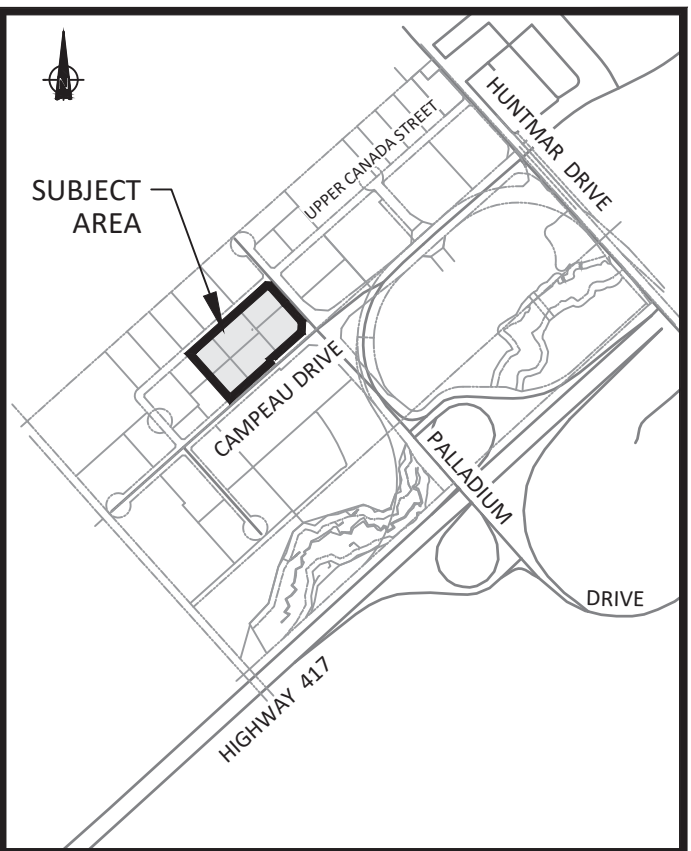 N
HUNTMAR DRIVE
UPPER CANADA STREET
SUBJECT
AREA
CAMPEAU DRIVE
PALLADIUM
DRIVE
HIGHWAY 417